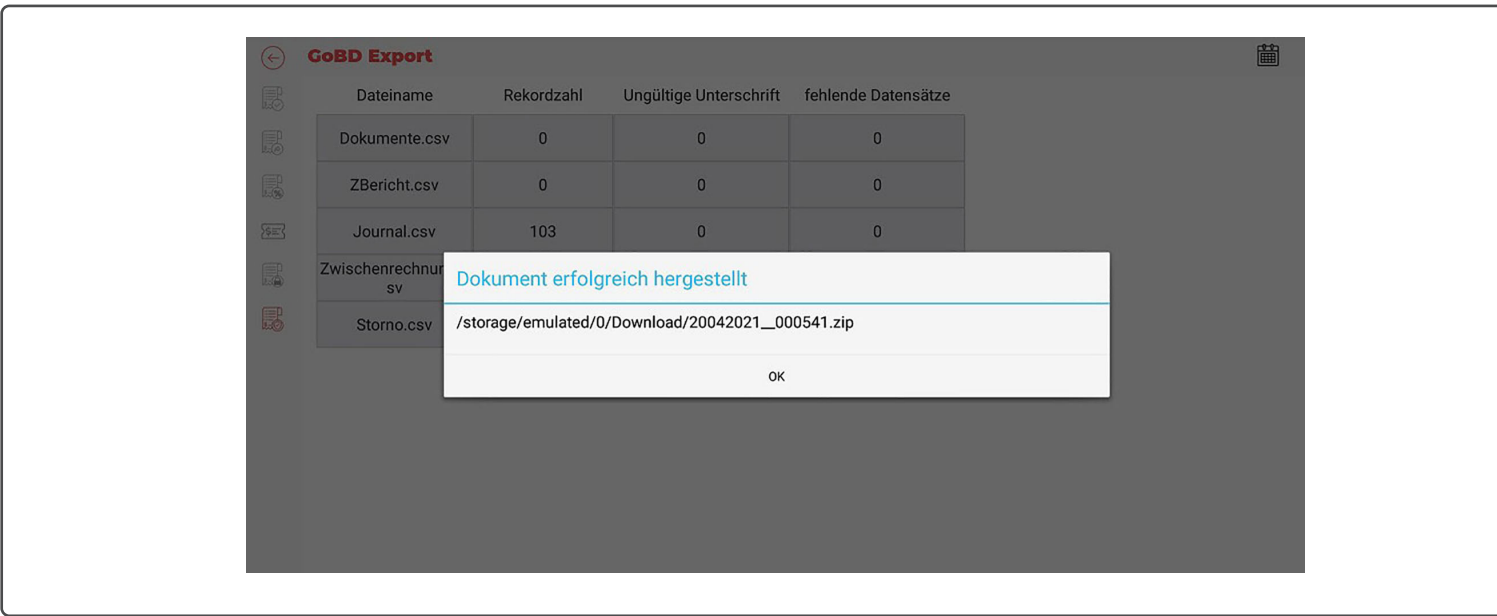 GoBD Export
Dateiname Rekordzahl Ungültige Unterschrift fehlende Datensätze
Dokumente.csv 0 0 0
ZBericht.csv 0 0 0
Journal.csv 103 0 0
Zwischenrechnur
sv
Storno.csv
Dokument erfolgreich hergestellt
/storage/emulated/0/Download/20042021__000541.zip
OK